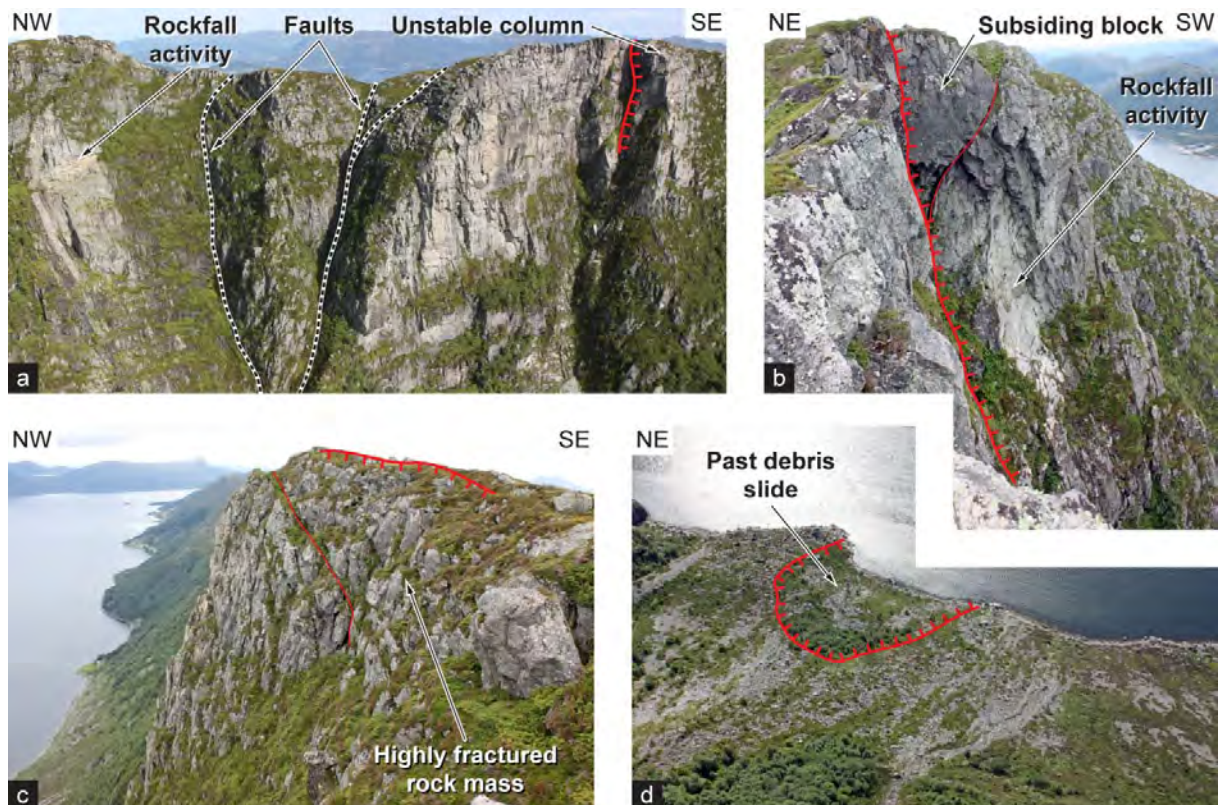 NW
Rockfall
activity
Faults
Unstable column
SE
a
NE
Subsiding block
SW
Rockfall
activity
b
NW
SE
Highly fractured
rock mass
c
NE
Past debris
slide
d